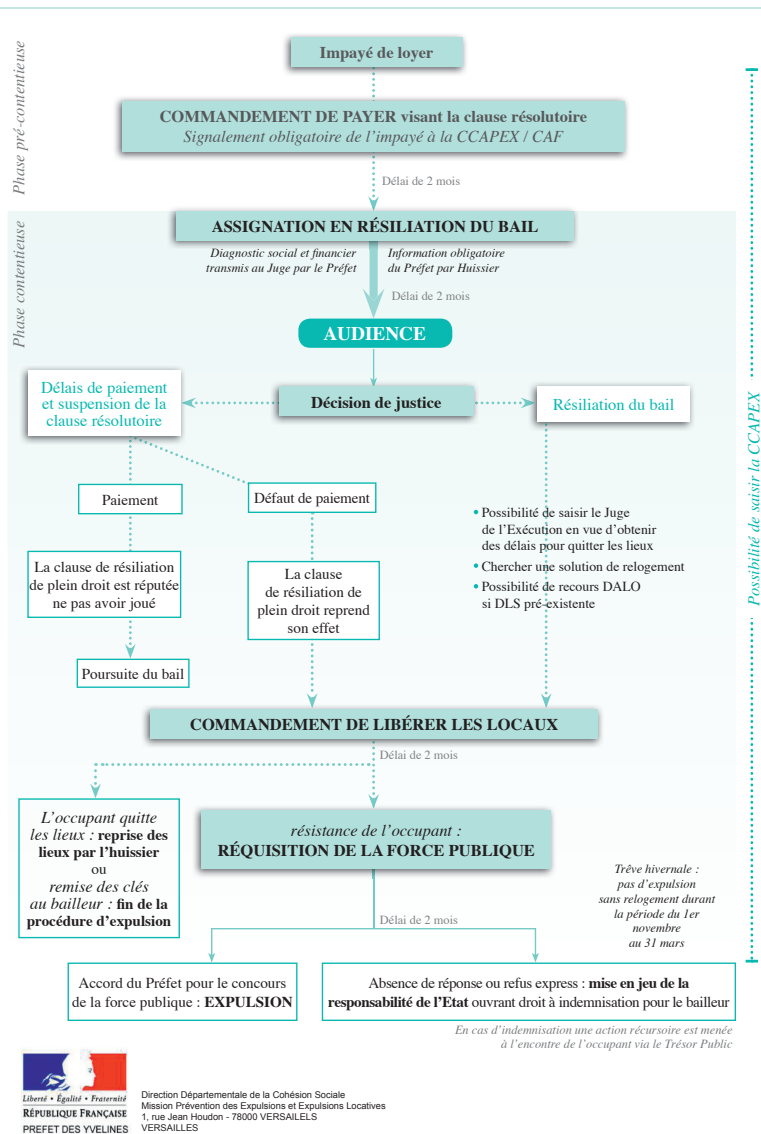 Impayé de loyer
Phase pré-contentieuse
COMMANDEMENT DE PAYER visant la clause résolutoire
Signalement obligatoire de l'impayé à la CCAPEX / CAF
Délai de 2 mois
Phase contentieuse
ASSIGNATION EN RÉSILIATION DU BAIL
Diagnostic social et financier
transmis au Juge par le Préfet
Information obligatoire
du Préfet par Huissier
Délai de 2 mois
AUDIENCE
Délais de paiement
et suspension de la
clause résolutoire
Décision de justice
Résiliation du bail
Possibilité de saisir la CCAPEX
Paiement
Défaut de paiement
• Possibilité de saisir le Juge
de l'Exécution en vue d'obtenir
des délais pour quitter les lieux
• Chercher une solution de relogement
• Possibilité de recours DALO
si DLS pré-existente
La clause de résiliation
de plein droit est réputée
ne pas avoir joué
La clause
de résiliation de
plein droit reprend
son effet
Poursuite du bail
COMMANDEMENT DE LIBÉRER LES LOCAUX
Délai de 2 mois
L'occupant quitte
les lieux : reprise des
lieux par l'huissier
ou
remise des clés
au bailleur : fin de la
procédure d'expulsion
résistance de l'occupant :
RÉQUISITION DE LA FORCE PUBLIQUE
Trêve hivernale :
pas d'expulsion
sans relogement durant
la période du 1er
novembre
au 31 mars
Délai de 2 mois
Accord du Préfet pour le concours
de la force publique : EXPULSION
Absence de réponse ou refus express : mise en jeu de la
responsabilité de l'Etat ouvrant droit à indemnisation pour le bailleur
En cas d'indemnisation une action récursoire est menée
à l'encontre de l'occupant via le Trésor Public
Liberté • Égalité • Fraternité
RÉPUBLIQUE FRANÇAISE
PREFET DES YVELINES
Direction Départementale de la Cohésion Sociale
Mission Prévention des Expulsions et Expulsions Locatives
1, rue Jean Houdon - 78000 VERSAILELS
VERSAILLES